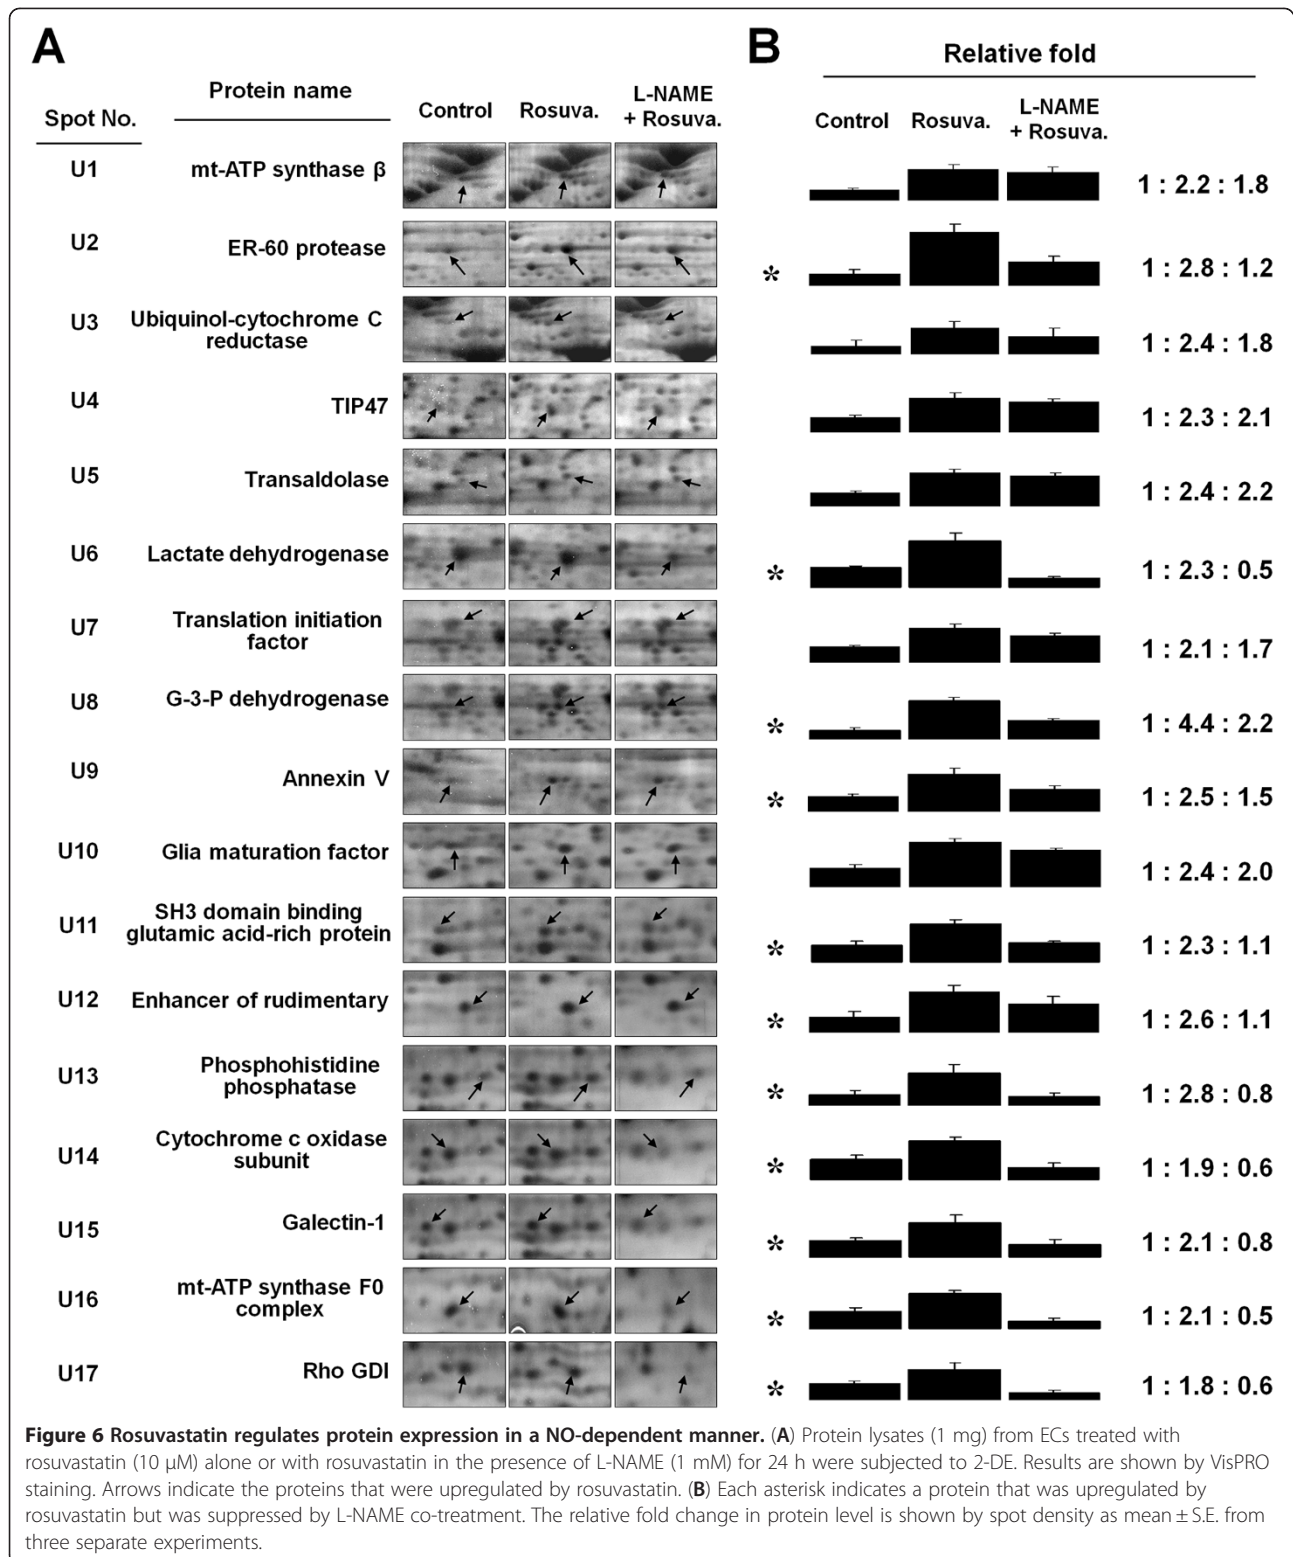 A
B
Relative fold
Spot No.
Protein name
Control
Rosuva.
L-NAME
+ Rosuva.
Control
Rosuva.
L-NAME
+ Rosuva.
U1
mt-ATP synthase β
1 : 2.2 : 1.8
U2
ER-60 protease
* 1 : 2.8 : 1.2
U3
Ubiquinol-cytochrome C
reductase
1 : 2.4 : 1.8
U4
TIP47
1 : 2.3 : 2.1
U5
Transaldolase
1 : 2.4 : 2.2
U6
Lactate dehydrogenase
* 1 : 2.3 : 0.5
U7
Translation initiation
factor
1 : 2.1 : 1.7
U8
G-3-P dehydrogenase
* 1 : 4.4 : 2.2
U9
Annexin V
* 1 : 2.5 : 1.5
U10
Glia maturation factor
1 : 2.4 : 2.0
U11
SH3 domain binding
glutamic acid-rich protein
* 1 : 2.3 : 1.1
U12
Enhancer of rudimentary
* 1 : 2.6 : 1.1
U13
Phosphohistidine
phosphatase
* 1 : 2.8 : 0.8
U14
Cytochrome c oxidase
subunit
* 1 : 1.9 : 0.6
U15
Galectin-1
* 1 : 2.1 : 0.8
U16
mt-ATP synthase F0
complex
* 1 : 2.1 : 0.5
U17
Rho GDI
* 1 : 1.8 : 0.6
Figure 6 Rosuvastatin regulates protein expression in a NO-dependent manner. (A) Protein lysates (1 mg) from ECs treated with
rosuvastatin (10 μM) alone or with rosuvastatin in the presence of L-NAME (1 mM) for 24 h were subjected to 2-DE. Results are shown by VisPRO
staining. Arrows indicate the proteins that were upregulated by rosuvastatin. (B) Each asterisk indicates a protein that was upregulated by
rosuvastatin but was suppressed by L-NAME co-treatment. The relative fold change in protein level is shown by spot density as mean ± S.E. from
three separate experiments.